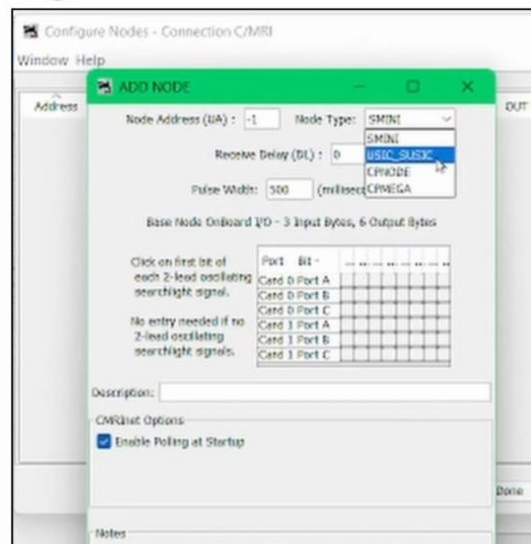 Configure Nodes - Connection C/MRI
Window Help
Address
OUT
ADD NODE
Node Address (UA) : -1 Node Type: SMINI
SMINI
USIC_SUSIC
CPNODE
CPMEGA
Receive Delay (DL) : 0
Pulse Width: 500 (millisec
Base Node OnBoard I/O - 3 Input Bytes, 6 Output Bytes
Click on first bit of
each 2-lead oscillating
searchlight signal.
No entry needed if no
2-lead oscillating
searchlight signals.
Port Bit -
Card 0 Port A
Card 0 Port B
Card 0 Port C
Card 1 Port A
Card 1 Port B
Card 1 Port C
Description:
CMRInet Options
Enable Polling at Startup
Done
Notes